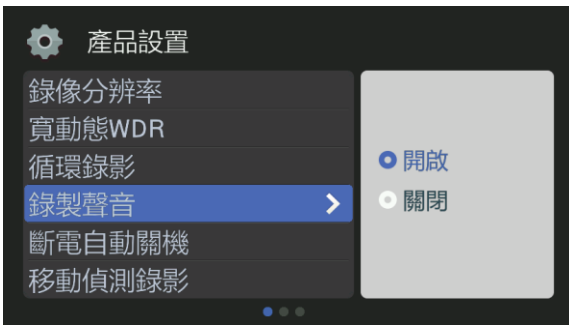 產品設置
錄像分辨率
寬動態WDR
循環錄影
錄製聲音
斷電自動關機
移動偵測錄影
開啟
關閉